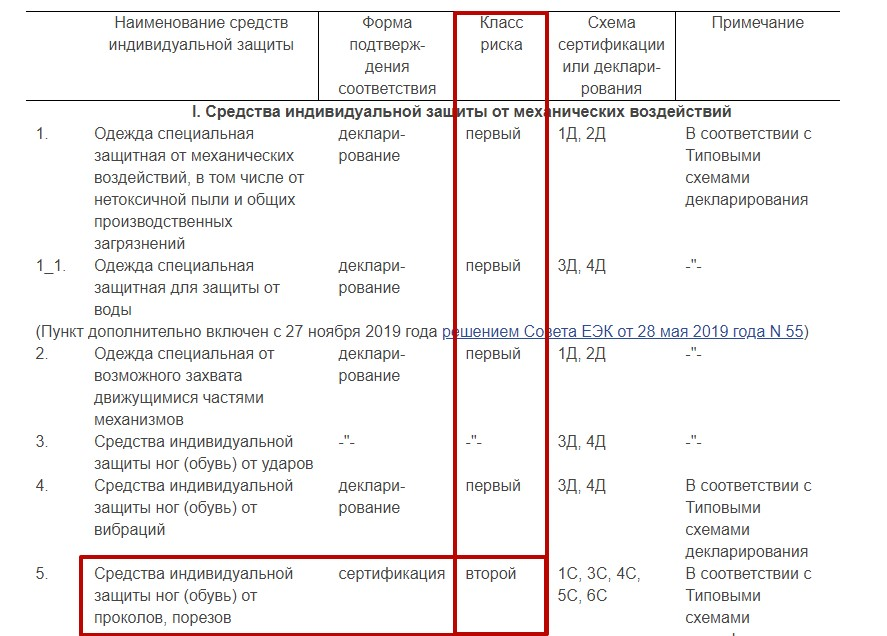 Наименование средств Форма Класс Схема Примечание
индивидуальной защиты подтверж- риска сертификации
дения или деклари-
соответствия рования
I. Средства индивидуальной защиты от механических воздействий
1. Одежда специальная деклари- первый 1Д, 2Д В соответствии с
защитная от механических рование Типовыми
воздействий, в том числе от схемами
нетоксичной пыли и общих декларирования
производственных
загрязнений
1_1. Одежда специальная деклари- первый 3Д, 4Д -"-
защитная для защиты от рование
воды
(Пункт дополнительно включен с 27 ноября 2019 года решением Совета ЕЭК от 28 мая 2019 года N 55)
2. Одежда специальная от деклари- первый 1Д, 2Д -"-
возможного захвата рование
движущимися частями
механизмов
3. Средства индивидуальной -"- -"- 3Д, 4Д -"-
защиты ног (обувь) от ударов
4. Средства индивидуальной деклари- первый 3Д, 4Д В соответствии с
защиты ног (обувь) от рование Типовыми
вибраций схемами
декларирования
5. Средства индивидуальной сертификация второй 1С, 3С, 4С, В соответствии с
защиты ног (обувь) от 5С, 6С Типовыми
проколов, порезов схемами